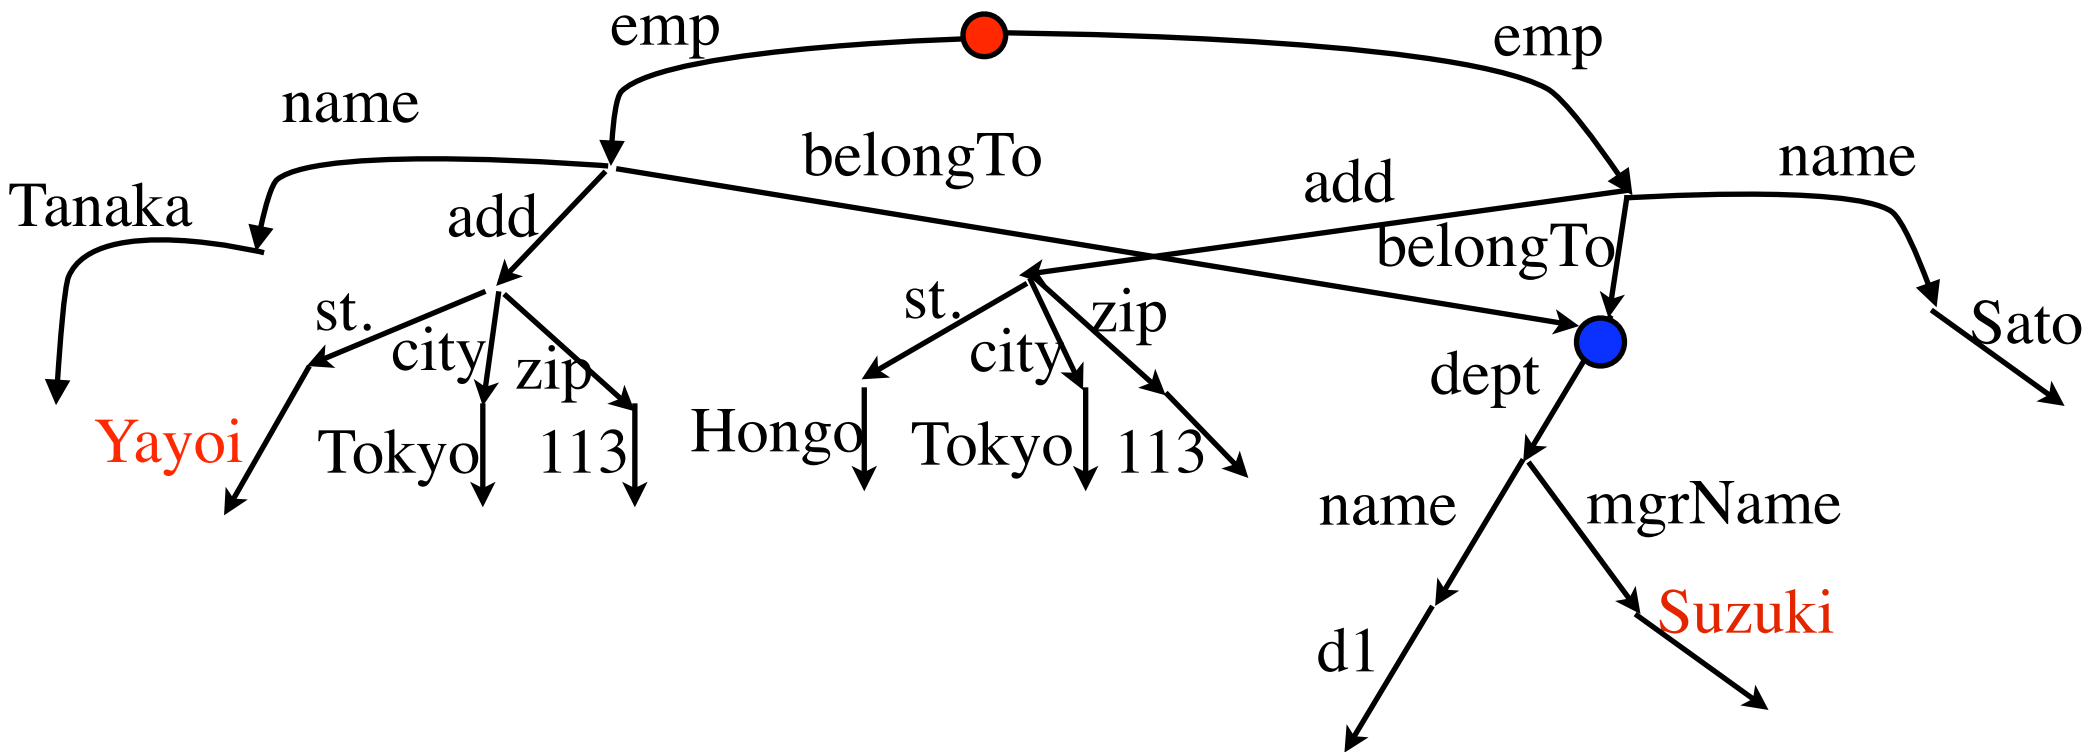 emp
emp
name
belongTo
add
name
Tanaka
add
belongTo
st.
city
zip
st.
city
zip
Sato
dept
Yayoi
Tokyo
113
Hongo
Tokyo
113
name
mgrName
d1
Suzuki